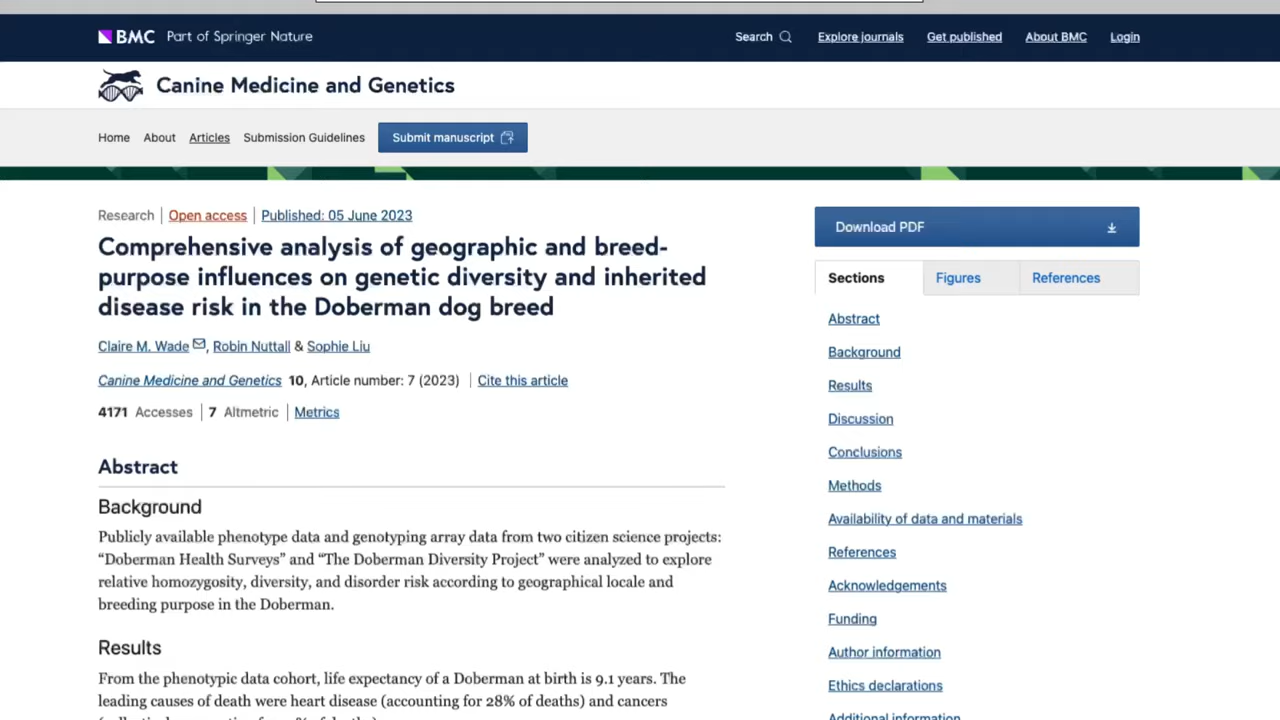 BMC Part of Springer Nature
Search Explore journals Get published About BMC Login
Canine Medicine and Genetics
Home About Articles Submission Guidelines Submit manuscript
Research Open access Published: 05 June 2023
Comprehensive analysis of geographic and breed-
purpose influences on genetic diversity and inherited
disease risk in the Doberman dog breed
Claire M. Wade, Robin Nuttall & Sophie Liu
Canine Medicine and Genetics 10, Article number: 7 (2023) Cite this article
4171 Accesses 7 Altmetric Metrics
Abstract
Background
Publicly available phenotype data and genotyping array data from two citizen science projects:
“Doberman Health Surveys” and “The Doberman Diversity Project” were analyzed to explore
relative homozygosity, diversity, and disorder risk according to geographical locale and
breeding purpose in the Doberman.
Results
From the phenotypic data cohort, life expectancy of a Doberman at birth is 9.1 years. The
leading causes of death were heart disease (accounting for 28% of deaths) and cancers
Download PDF
Sections Figures References
Abstract
Background
Results
Discussion
Conclusions
Methods
Availability of data and materials
References
Acknowledgements
Funding
Author information
Ethics declarations
Additional information